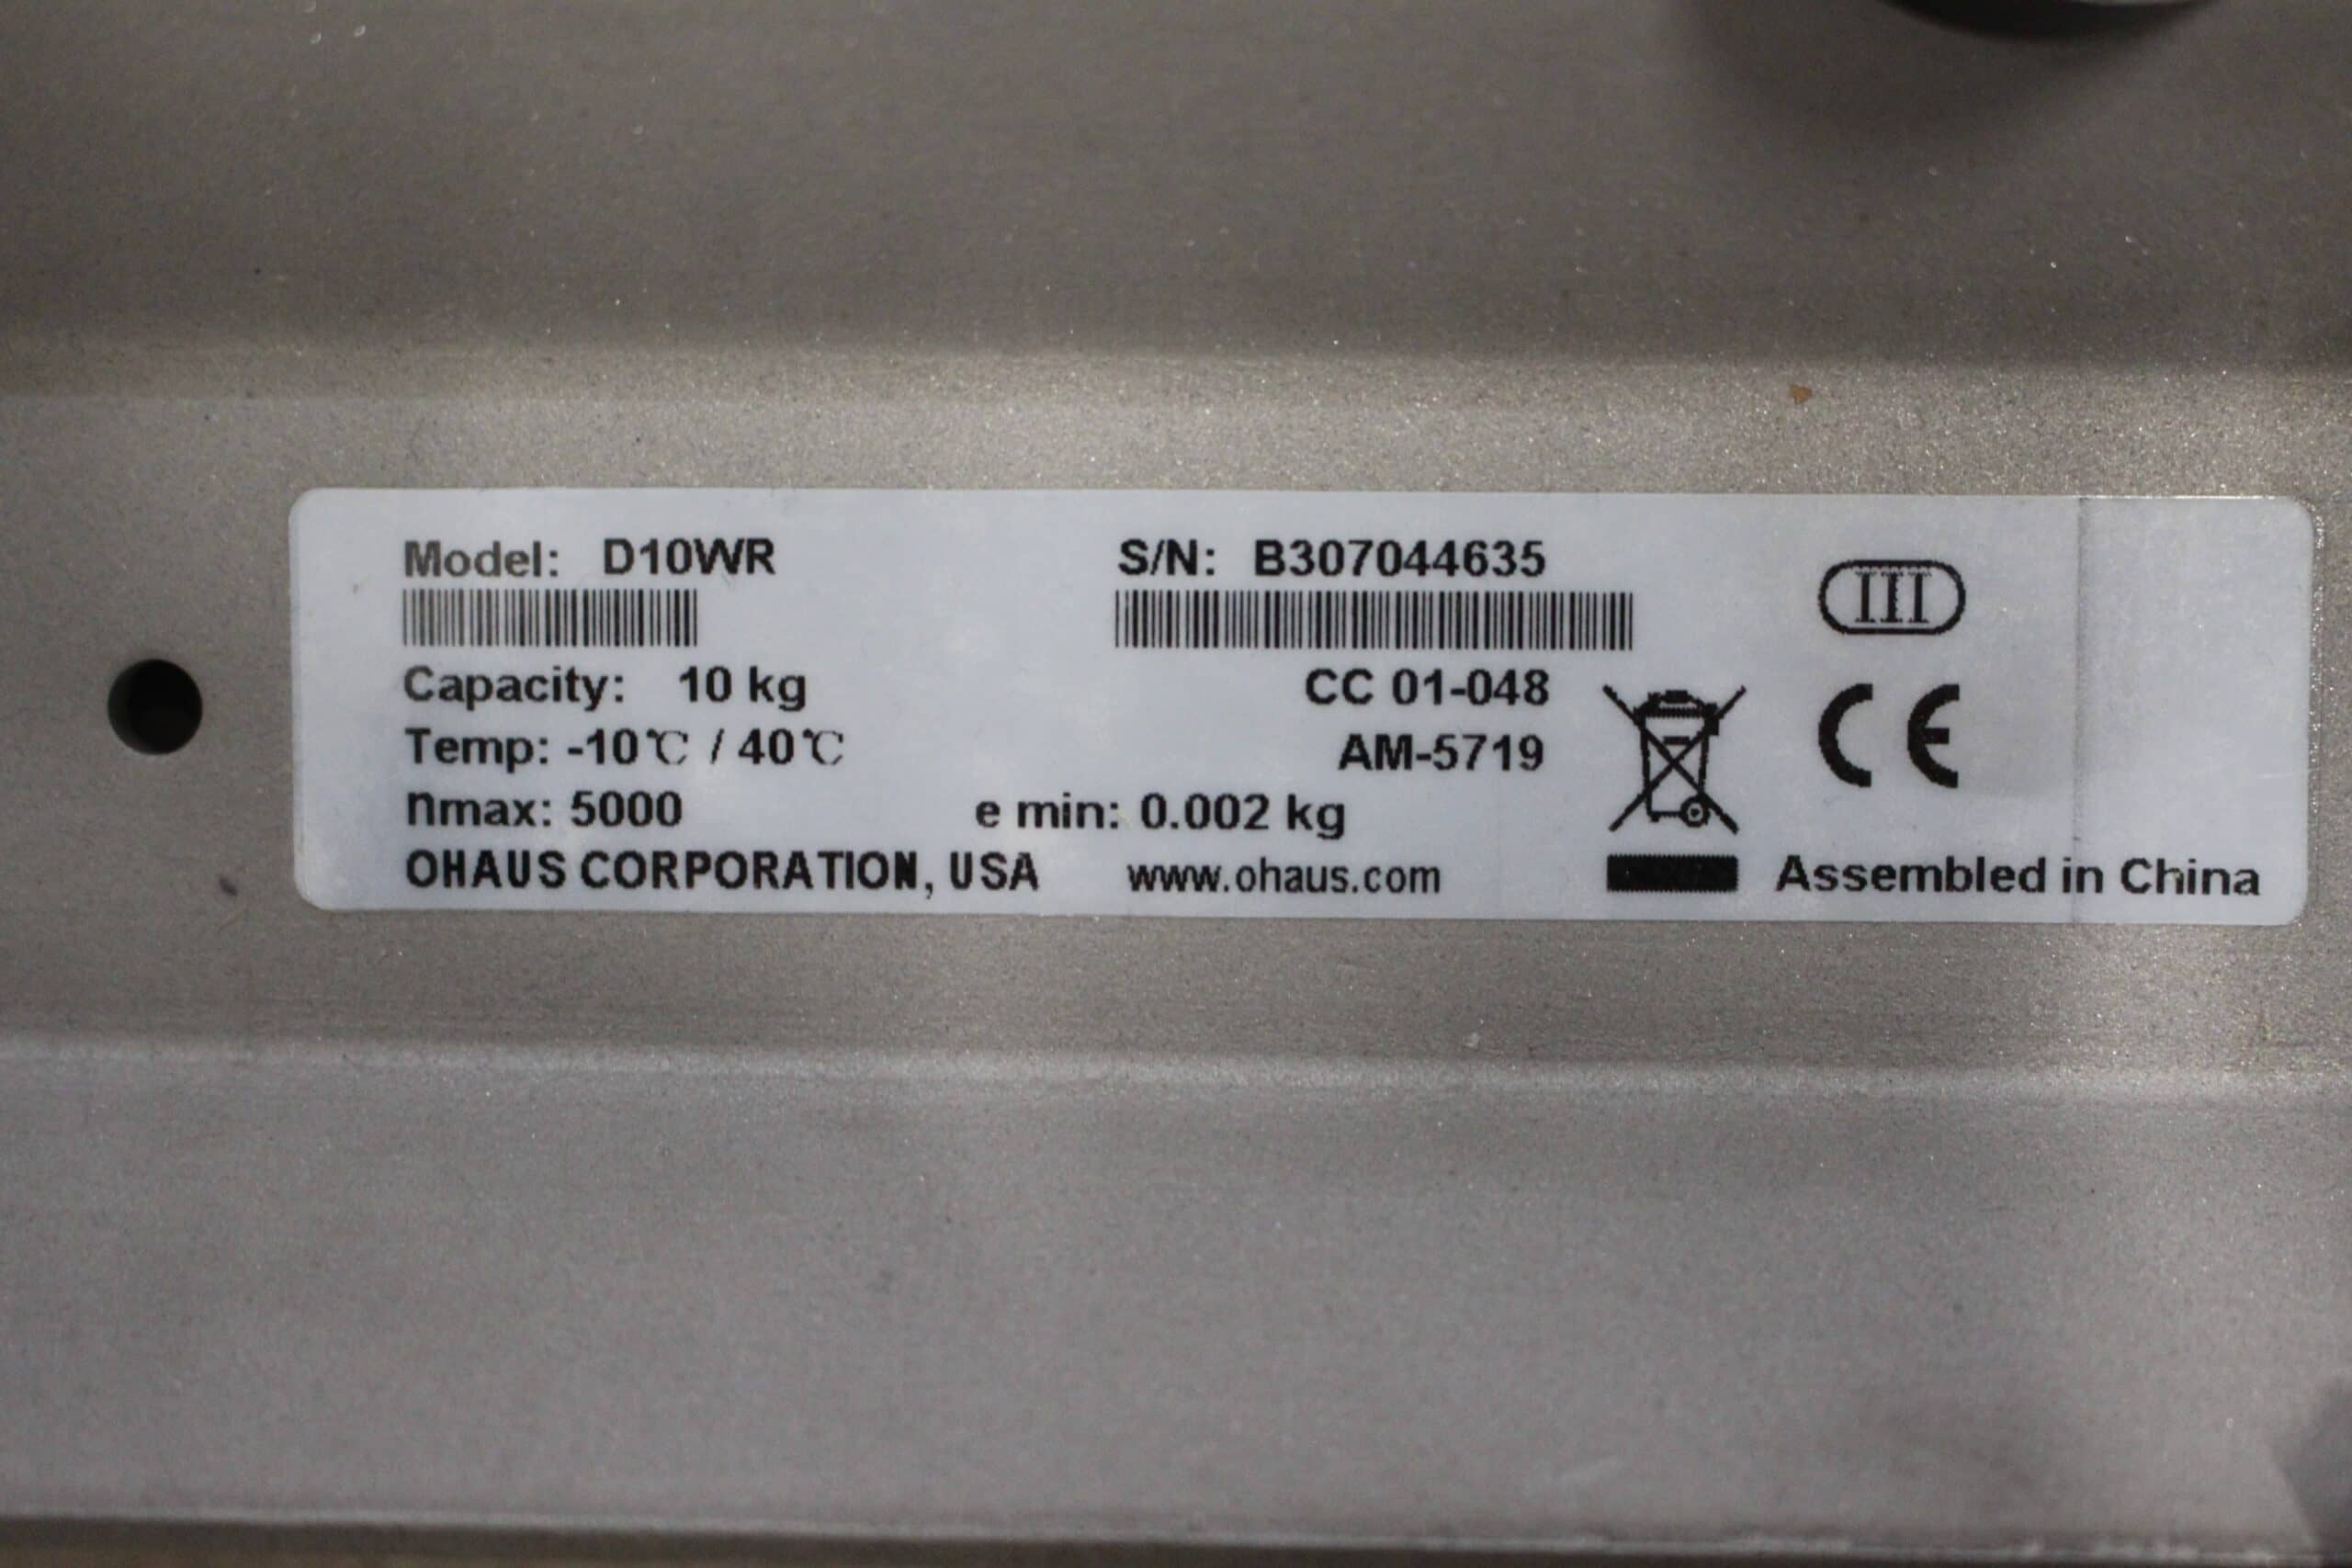 Model: D10WR
S/N: B307044635
III
Capacity: 10 kg
CC 01-048
Temp: -10℃ / 40℃
AM-5719
CE
nmax: 5000
e min: 0.002 kg
OHAUS CORPORATION, USA
www.ohaus.com
Assembled in China